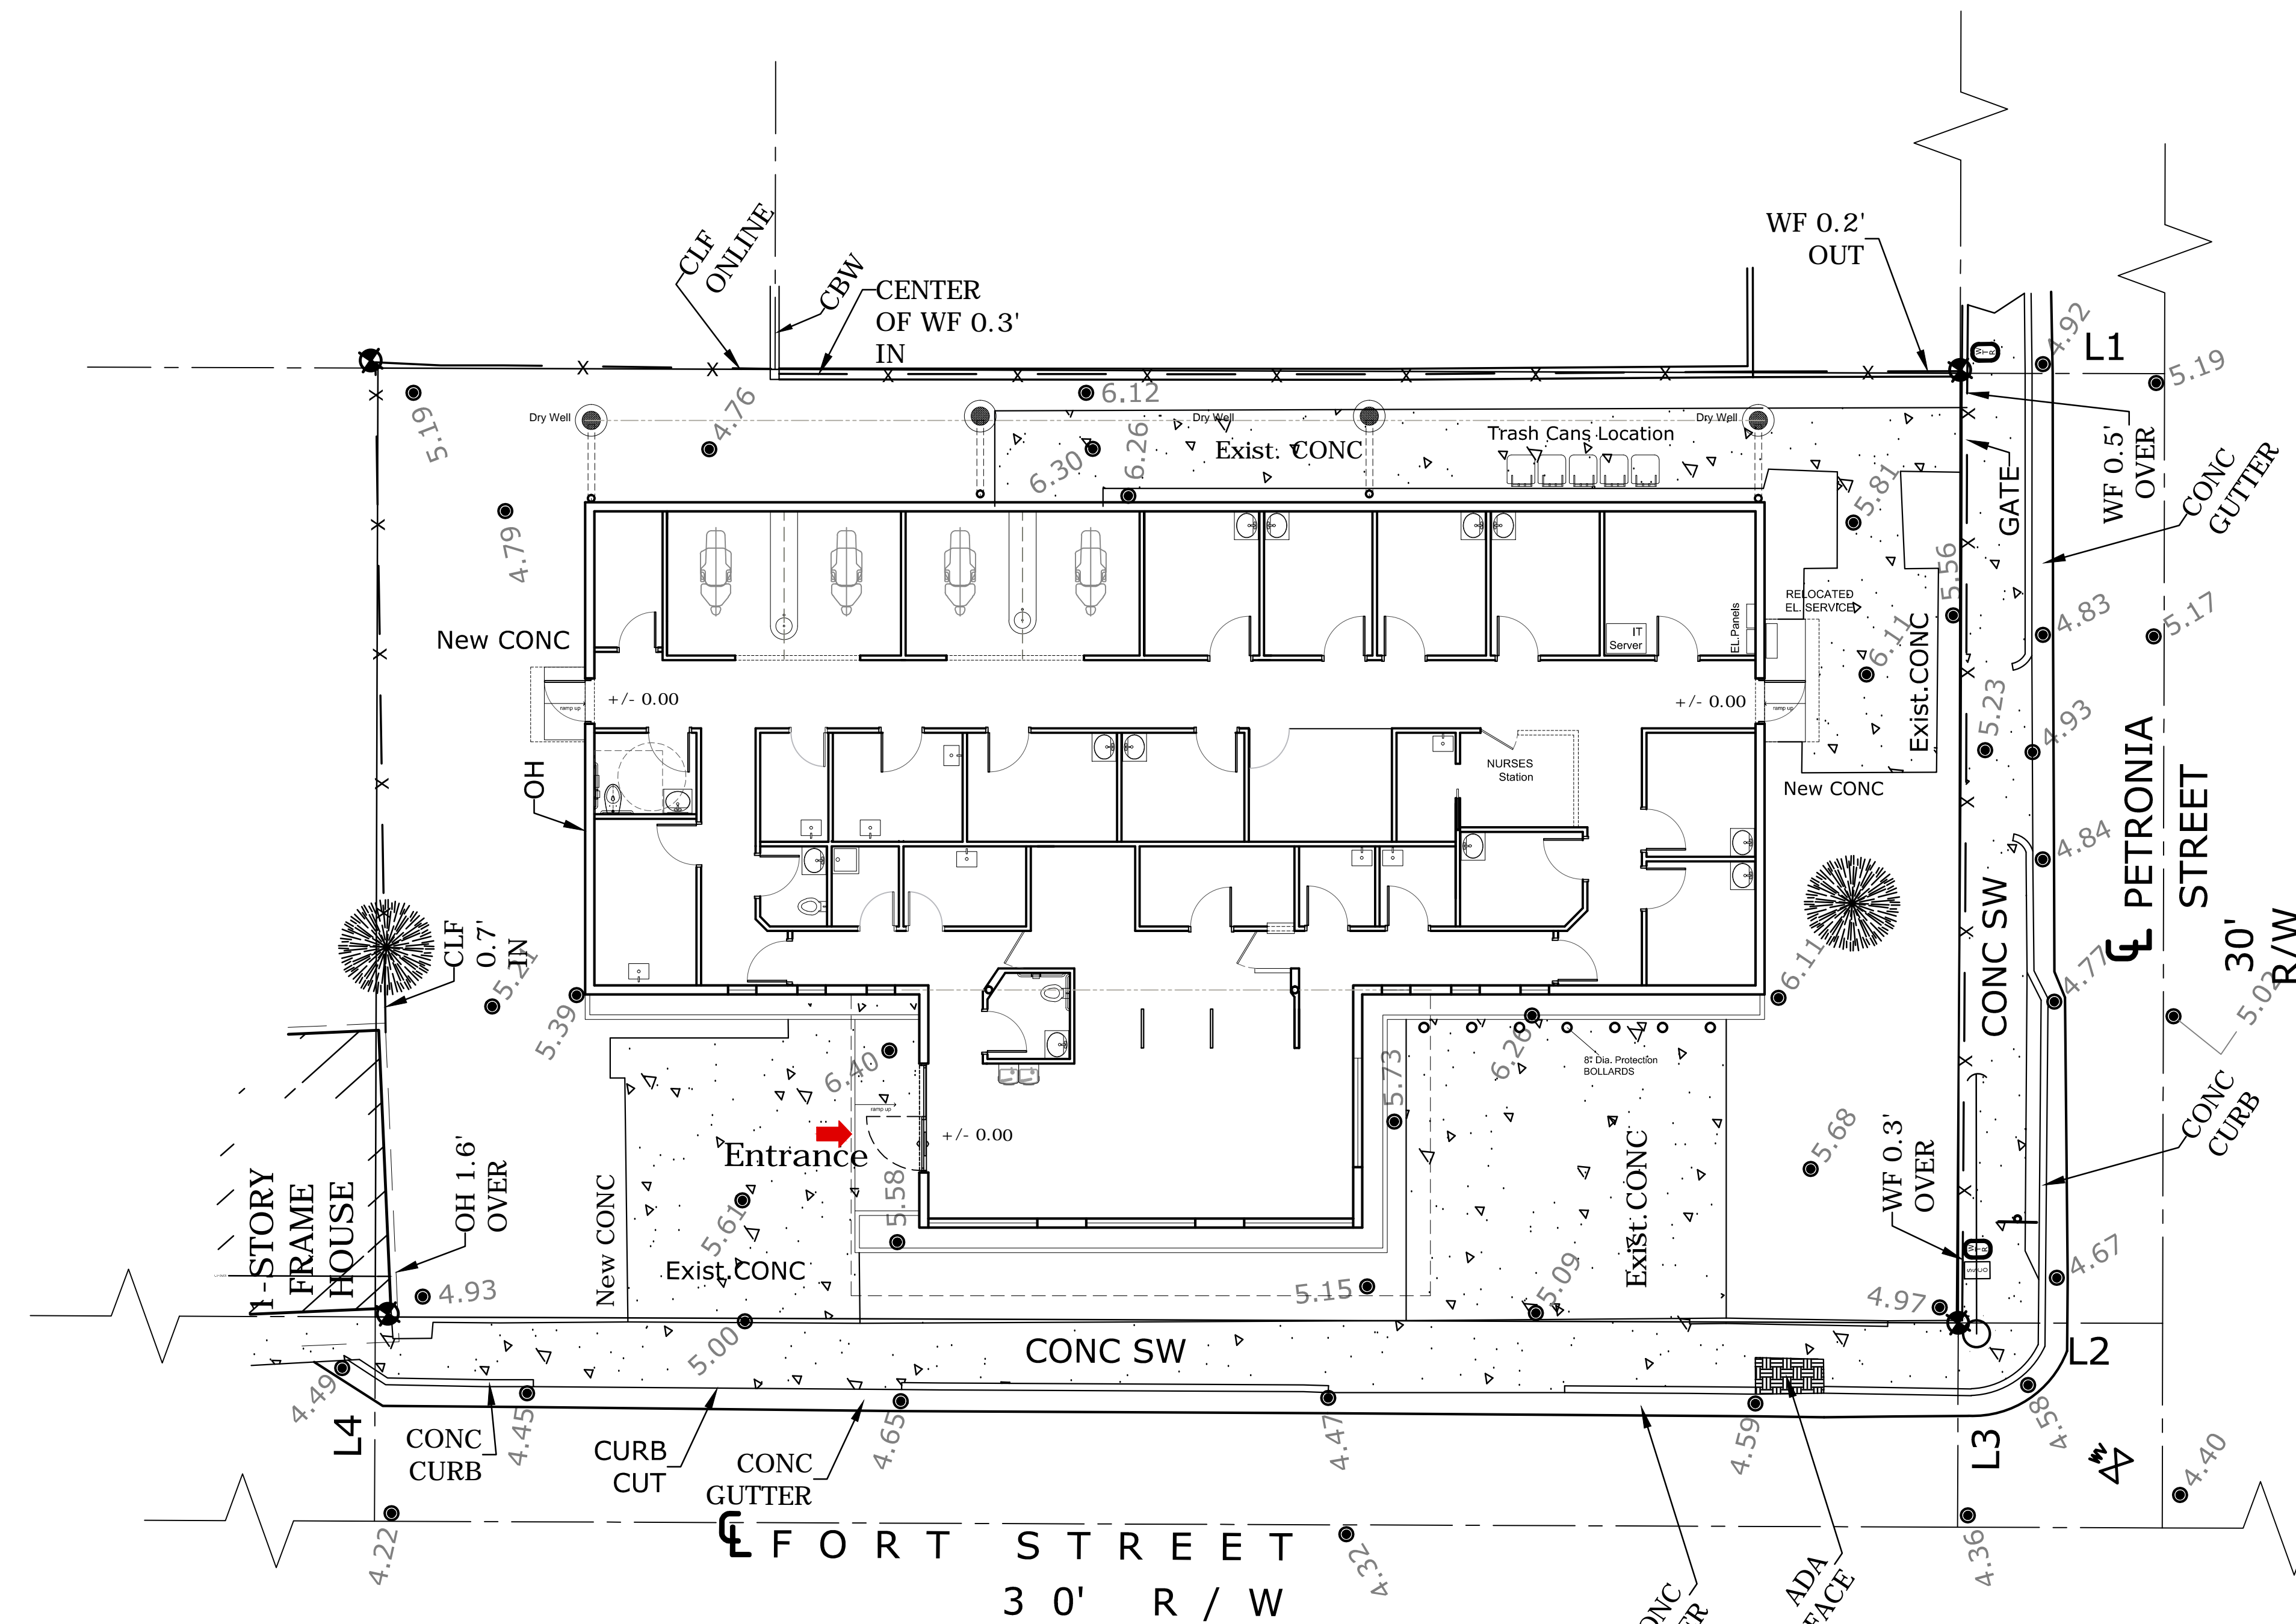 WF 0.2'
OUT
CLF
ONLINE
CBW
CENTER
OF WF 0.3'
IN
4.92
L1
5.19
5.19
4.76
6.12
Dry Well
Dry Well
Dry Well
6.30
6.26
Exist. CONC
Trash Cans Location
5.81
GATE
WF 0.5'
OVER
CONC
GUTTER
4.79
5.56
New CONC
IT
Server
EL.Panels
RELOCATED
EL. SERVICE
4.83
5.17
6.11
Exist.CONC
+/- 0.00
+/- 0.00
ramp up
ramp up
5.23
4.93
OH
NURSES
Station
New CONC
PETRONIA
STREET
30'
R/W
4.84
CONC SW
CLF
0.7'
IN
5.21
5.39
6.11
4.77
5.02
6.40
5.73
6.26
8" Dia. Protection
BOLLARDS
ramp up
Entrance
+/- 0.00
5.68
CONC
CURB
1-STORY
FRAME
HOUSE
OH 1.6'
OVER
New CONC
5.61
5.58
Exist.CONC
Exist.CONC
WF 0.3'
OVER
4.67
4.93
5.15
5.09
4.97
5.00
CONC SW
L2
4.49
L4
CONC
CURB
4.45
CURB
CUT
CONC
GUTTER
4.65
4.47
4.59
L3
4.58
4.40
4.22
CL FORT STREET
4.32
4.36
30' R/W
ADA